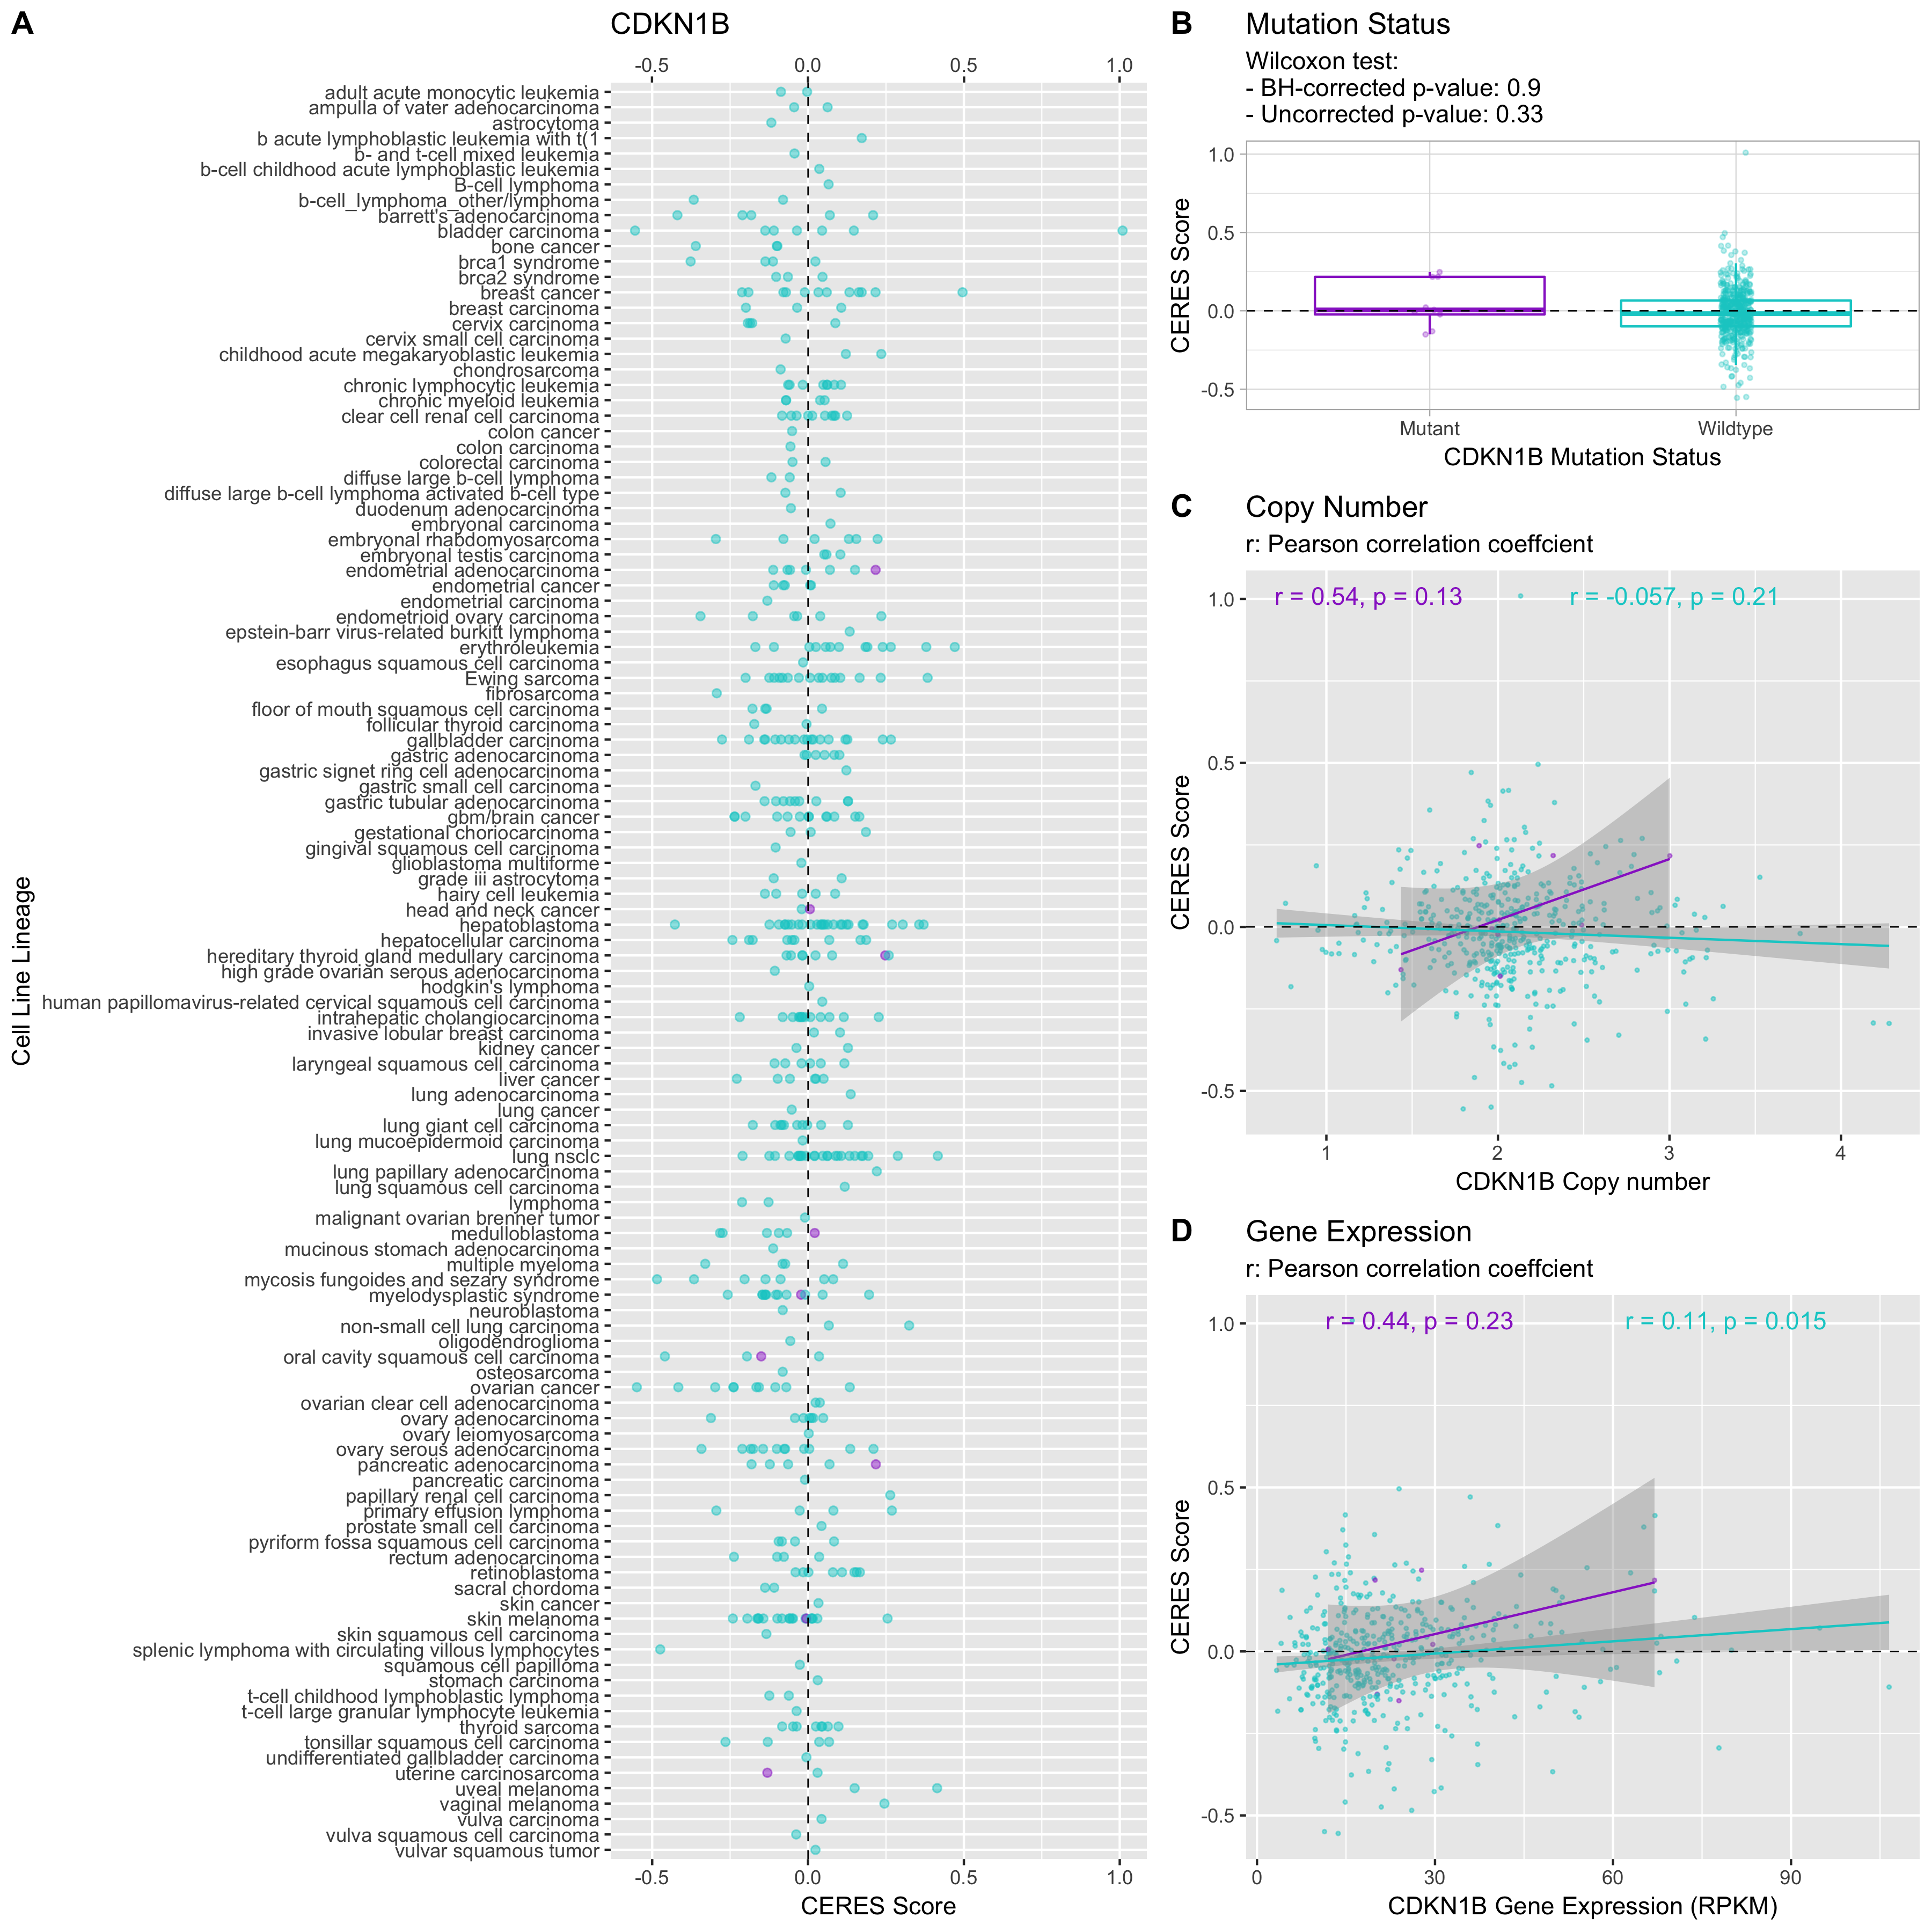 A
CDKN1B
-0.5 0.0 0.5 1.0
adult acute monocytic leukemia
ampulla of vater adenocarcinoma
astrocytoma
b acute lymphoblastic leukemia with t(1
b- and t-cell mixed leukemia
b-cell childhood acute lymphoblastic leukemia
B-cell lymphoma
b-cell_lymphoma_other/lymphoma
barrett's adenocarcinoma
bladder carcinoma
bone cancer
brca1 syndrome
brca2 syndrome
breast cancer
breast carcinoma
cervix carcinoma
cervix small cell carcinoma
childhood acute megakaryoblastic leukemia
chondrosarcoma
chronic lymphocytic leukemia
chronic myeloid leukemia
clear cell renal cell carcinoma
colon cancer
colon carcinoma
colorectal carcinoma
diffuse large b-cell lymphoma
diffuse large b-cell lymphoma activated b-cell type
duodenum adenocarcinoma
embryonal carcinoma
embryonal rhabdomyosarcoma
embryonal testis carcinoma
endometrial adenocarcinoma
endometrial cancer
endometrial carcinoma
endometrioid ovary carcinoma
epstein-barr virus-related burkitt lymphoma
erythroleukemia
esophagus squamous cell carcinoma
Ewing sarcoma
fibrosarcoma
floor of mouth squamous cell carcinoma
follicular thyroid carcinoma
gallbladder carcinoma
gastric adenocarcinoma
gastric signet ring cell adenocarcinoma
gastric small cell carcinoma
gastric tubular adenocarcinoma
gbm/brain cancer
gestational choriocarcinoma
gingival squamous cell carcinoma
glioblastoma multiforme
grade iii astrocytoma
hairy cell leukemia
head and neck cancer
hepatoblastoma
hepatocellular carcinoma
hereditary thyroid gland medullary carcinoma
high grade ovarian serous adenocarcinoma
hodgkin's lymphoma
human papillomavirus-related cervical squamous cell carcinoma
intrahepatic cholangiocarcinoma
invasive lobular breast carcinoma
kidney cancer
laryngeal squamous cell carcinoma
liver cancer
lung adenocarcinoma
lung cancer
lung giant cell carcinoma
lung mucoepidermoid carcinoma
lung nsclc
lung papillary adenocarcinoma
lung squamous cell carcinoma
lymphoma
malignant ovarian brenner tumor
medulloblastoma
mucinous stomach adenocarcinoma
multiple myeloma
mycosis fungoides and sezary syndrome
myelodysplastic syndrome
neuroblastoma
non-small cell lung carcinoma
oligodendroglioma
oral cavity squamous cell carcinoma
osteosarcoma
ovarian cancer
ovarian clear cell adenocarcinoma
ovary adenocarcinoma
ovary leiomyosarcoma
ovary serous adenocarcinoma
pancreatic adenocarcinoma
pancreatic carcinoma
papillary renal cell carcinoma
primary effusion lymphoma
prostate small cell carcinoma
pyriform fossa squamous cell carcinoma
rectum adenocarcinoma
retinoblastoma
sacral chordoma
skin cancer
skin melanoma
skin squamous cell carcinoma
splenic lymphoma with circulating villous lymphocytes
squamous cell papilloma
stomach carcinoma
t-cell childhood lymphoblastic lymphoma
t-cell large granular lymphocyte leukemia
thyroid sarcoma
tonsillar squamous cell carcinoma
undifferentiated gallbladder carcinoma
uterine carcinosarcoma
uveal melanoma
vaginal melanoma
vulva carcinoma
vulva squamous cell carcinoma
vulvar squamous tumor
-0.5 0.0 0.5 1.0
CERES Score
Cell Line Lineage
B
Mutation Status
Wilcoxon test:
- BH-corrected p-value: 0.9
- Uncorrected p-value: 0.33
1.0
0.5
0.0
-0.5
CERES Score
Mutant Wildtype
CDKN1B Mutation Status
C
Copy Number
r: Pearson correlation coeffcient
r = 0.54, p = 0.13 r = -0.057, p = 0.21
1.0
0.5
0.0
-0.5
CERES Score
1 2 3 4
CDKN1B Copy number
D
Gene Expression
r: Pearson correlation coeffcient
r = 0.44, p = 0.23 r = 0.11, p = 0.015
1.0
0.5
0.0
-0.5
CERES Score
0 30 60 90
CDKN1B Gene Expression (RPKM)